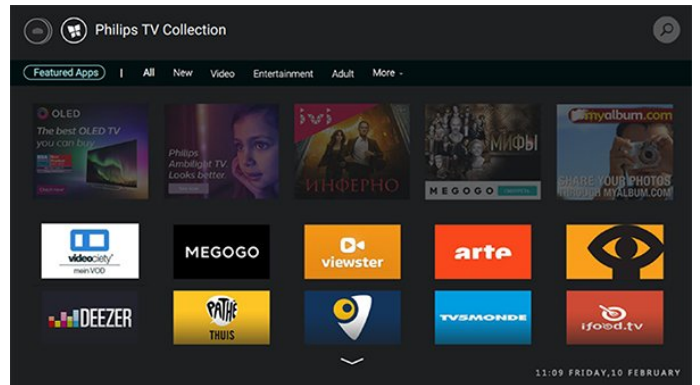 Philips TV Collection
Featured Apps | All New Video Entertainment Adult More
OLED
The best OLED TV
you can buy
Philips
Ambilight TV.
Looks better.
ivi
ИНФЕРНО
МИФЫ
MEGOGO
myalbum.com
SHARE YOUR PHOTOS
THROUGH MYALBUM.COM
videociety
mein VOD
MEGOGO
viewster
arte
DEEZER
PATHÉ
THUIS
TV5MONDE
ifood.tv
11:09 FRIDAY,10 FEBRUARY